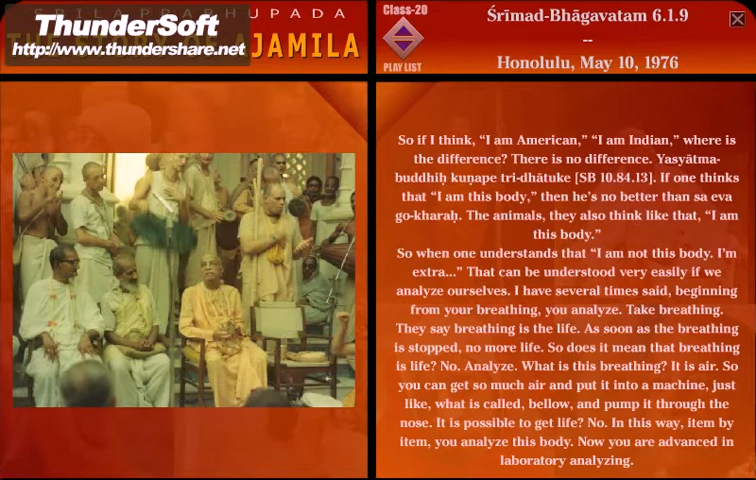 SRILA PRABHUPADA
ThunderSoft
http://www.thundershare.net
THE STORY OF AJAMILA
Class-20
PLAY LIST
Śrīmad-Bhāgavatam 6.1.9
--
Honolulu, May 10, 1976
So if I think, “I am American,” “I am Indian,” where is
the difference? There is no difference. Yasyātma-
buddhiḥ kuṇape tri-dhātuke [SB 10.84.13]. If one thinks
that “I am this body,” then he's no better than sa eva
go-kharaḥ. The animals, they also think like that, “I am
this body.”
So when one understands that “I am not this body. I'm
extra...” That can be understood very easily if we
analyze ourselves. I have several times said, beginning
from your breathing, you analyze. Take breathing.
They say breathing is the life. As soon as the breathing
is stopped, no more life. So does it mean that breathing
is life? No. Analyze. What is this breathing? It is air. So
you can get so much air and put it into a machine, just
like, what is called, bellow, and pump it through the
nose. It is possible to get life? No. In this way, item by
item, you analyze this body. Now you are advanced in
laboratory analyzing.